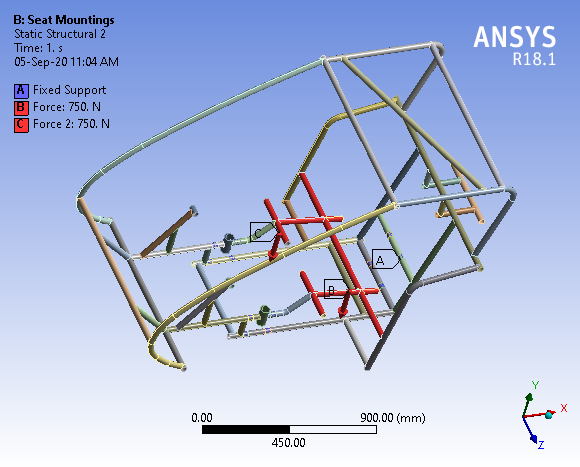 B: Seat Mountings
Static Structural 2
Time: 1. s
05-Sep-20 11:04 AM
A Fixed Support
B Force: 750. N
C Force 2: 750. N
ANSYS
R18.1
C
A
B
0.00 900.00 (mm)
450.00
Y
X
Z